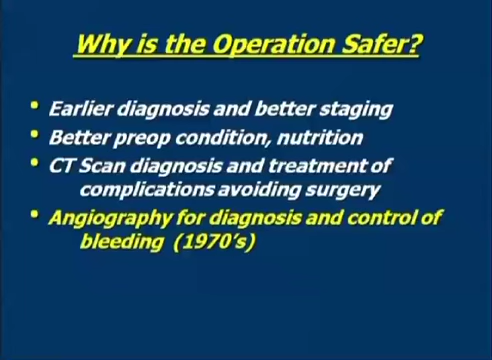 Why is the Operation Safer?
• Earlier diagnosis and better staging
• Better preop condition, nutrition
• CT Scan diagnosis and treatment of
complications avoiding surgery
• Angiography for diagnosis and control of
bleeding (1970's)